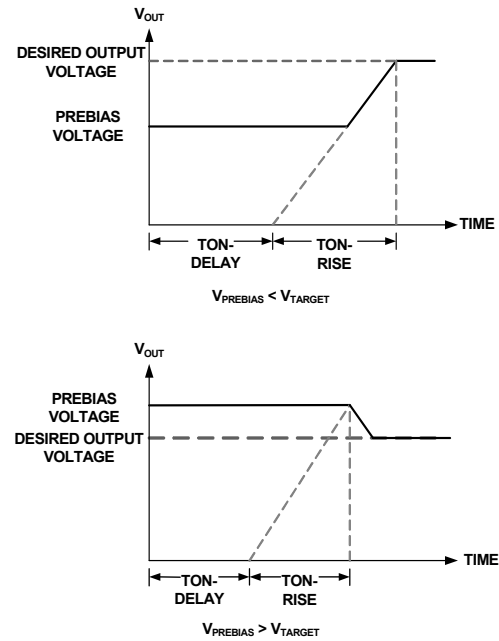 VOUT
DESIRED OUTPUT
VOLTAGE
PREBIAS
VOLTAGE
TIME
TON-
DELAY
TON-
RISE
VPREBIAS < VTARGET
VOUT
PREBIAS
VOLTAGE
DESIRED OUTPUT
VOLTAGE
TIME
TON-
DELAY
TON-
RISE
VPREBIAS > VTARGET